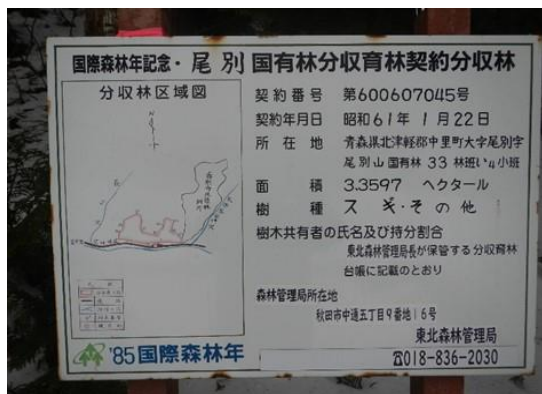 国際森林年記念・尾別国有林分収育林契約分収林
分収林区域図
契約番号 第600607045号
契約年月日 昭和61年1月22日
所在地 青森県北津軽郡中里町大字尾別字
尾別山国有林33林班い4小班
面積 3.3597 ヘクタール
樹種 スギ・その他
樹木共有者の氏名及び持分割合
東北森林管理局長が保管する分収育林
台帳に記載のとおり
森林管理局所在地
秋田市中通五丁目9番地16号
東北森林管理局
☎018-836-2030
'85国際森林年